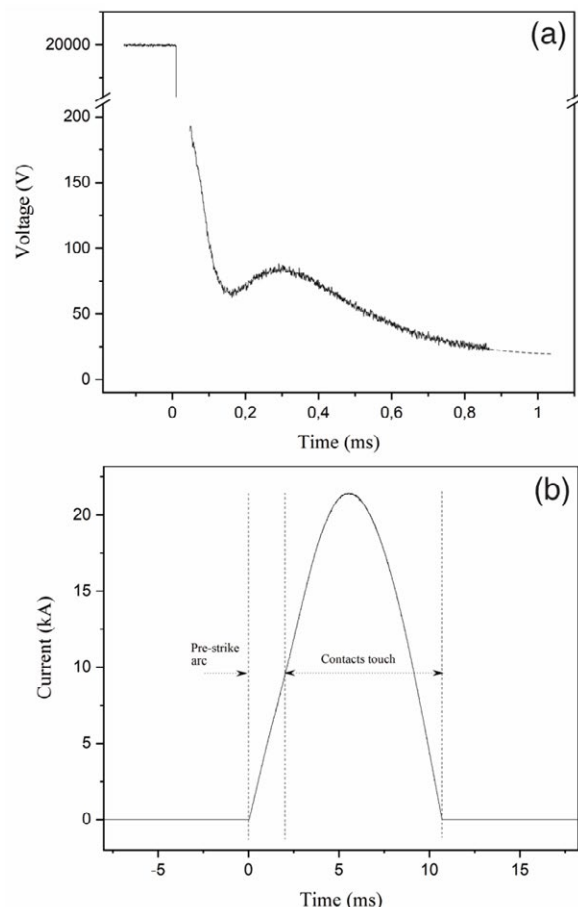 (a)
20000
200
150
100
50
0
Voltage (V)
0 0,2 0,4 0,6 0,8 1
Time (ms)
(b)
20
15
10
5
0
Current (kA)
Pre-strike
arc
Contacts touch
-5 0 5 10 15
Time (ms)